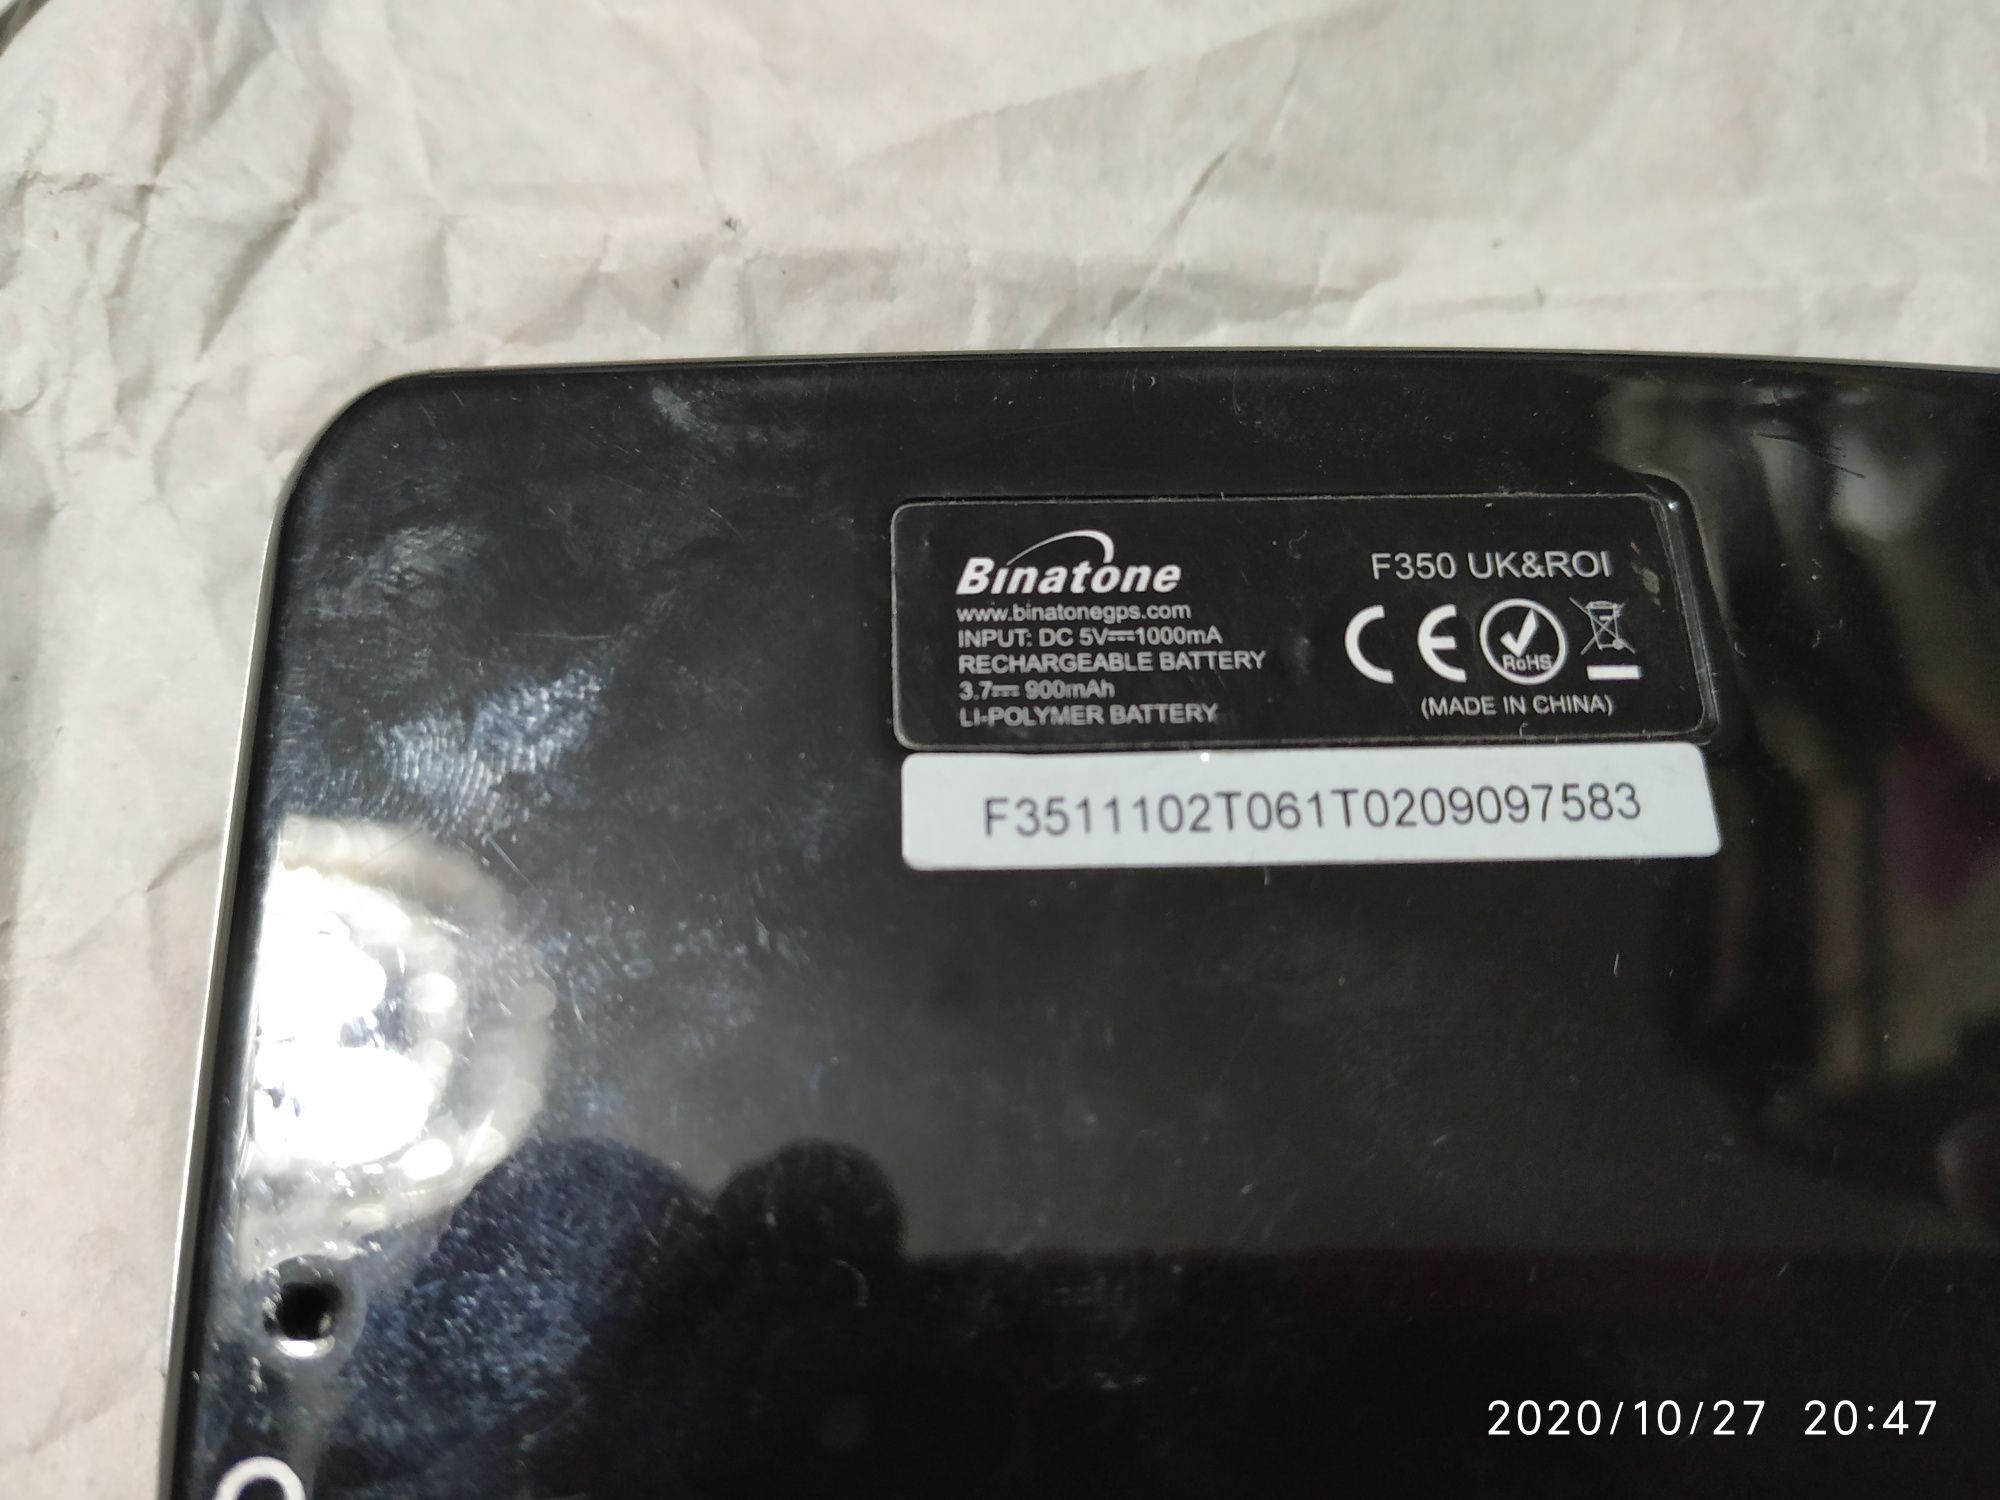 Binatone
www.binatonegps.com
INPUT: DC 5V⎓1000mA
RECHARGEABLE BATTERY
3.7⎓ 900mAh
LI-POLYMER BATTERY
F350 UK&ROI
CE RoHS
(MADE IN CHINA)
F3511102T061T0209097583
2020/10/27 20:47